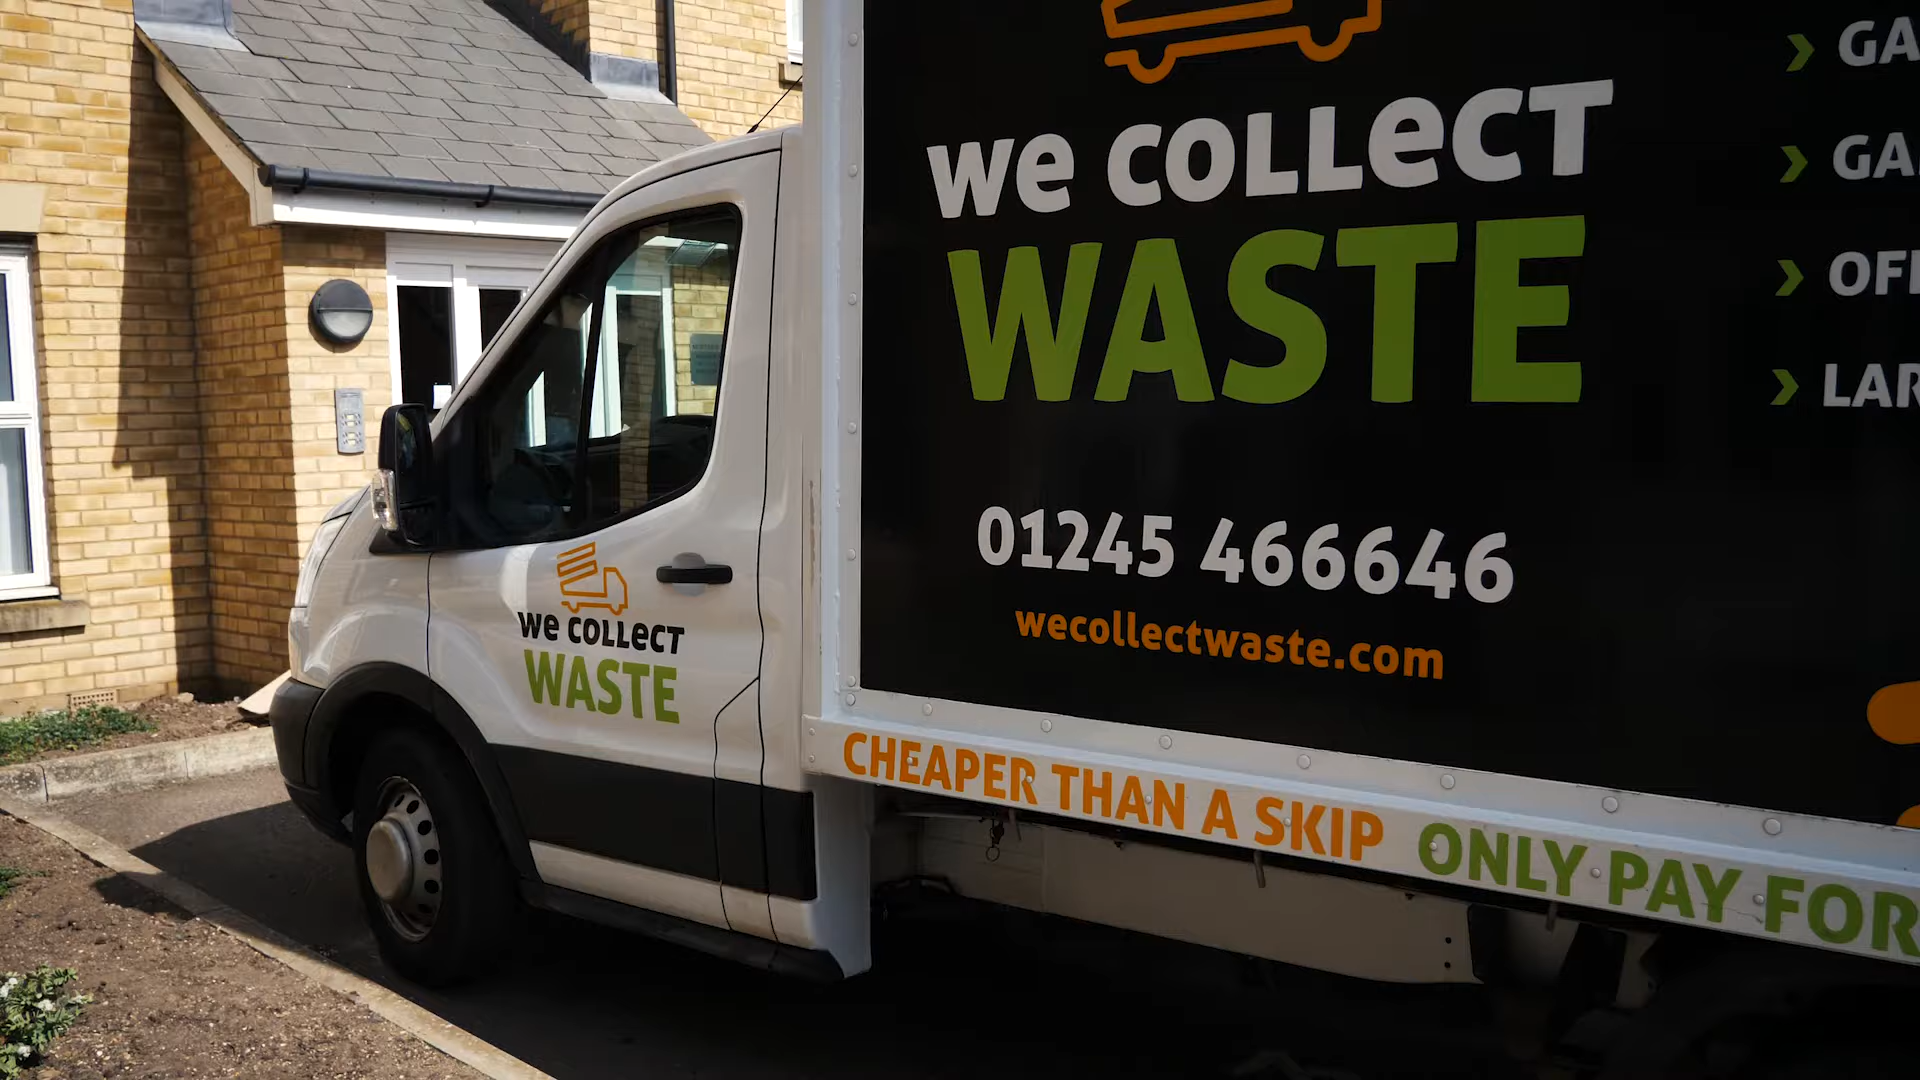 WE COLLECT
WASTE
01245 466646
wecollectwaste.com
CHEAPER THAN A SKIP ONLY PAY FOR
WE COLLECT
WASTE